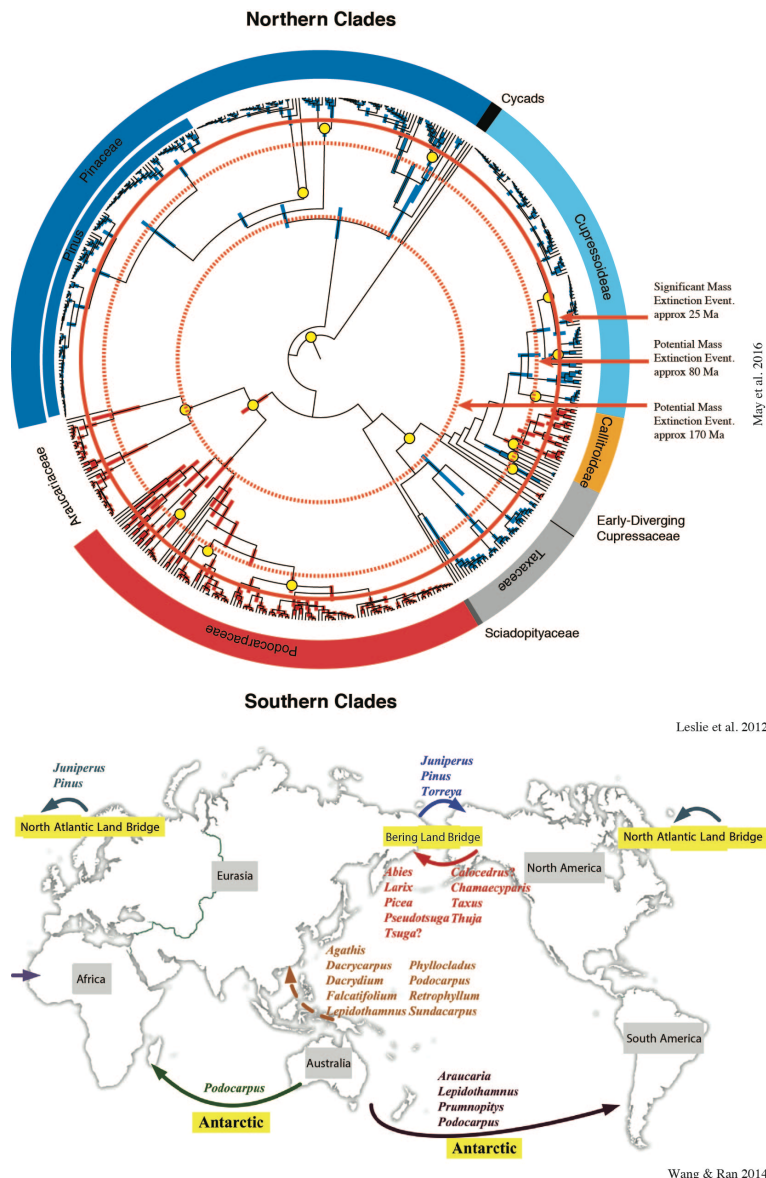 Northern Clades
Cycads
Pinaceae
Pinus
Cupressoideae
Significant Mass
Extinction Event.
approx 25 Ma
Potential Mass
Extinction Event.
approx 80 Ma
Potential Mass
Extinction Event.
approx 170 Ma
May et al. 2016
Callitroideae
Araucariaceae
Early-Diverging
Cupressaceae
Taxaceae
Sciadopityaceae
Podocarpaceae
Southern Clades
Leslie et al. 2012
Juniperus
Pinus
North Atlantic Land Bridge
Juniperus
Pinus
Torreya
Bering Land Bridge
North Atlantic Land Bridge
Eurasia
North America
Abies Calocedrus?
Larix Chamaecyparis
Picea Taxus
Pseudotsuga Thuja
Tsuga?
Agathis
Dacrycarpus Phyllocladus
Dacrydium Podocarpus
Falcatifolium Retrophyllum
Lepidothamnus Sundacarpus
Africa
South America
Australia
Podocarpus
Antarctic
Araucaria
Lepidothamnus
Prumnopitys
Podocarpus
Antarctic
Wang & Ran 2014